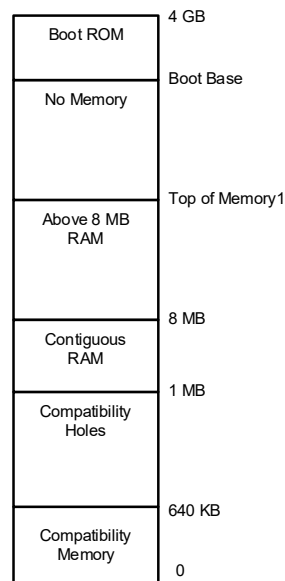 4 GB
Boot ROM
Boot Base
No Memory
Top of Memory1
Above 8 MB
RAM
8 MB
Contiguous
RAM
1 MB
Compatibility
Holes
640 KB
Compatibility
Memory
0